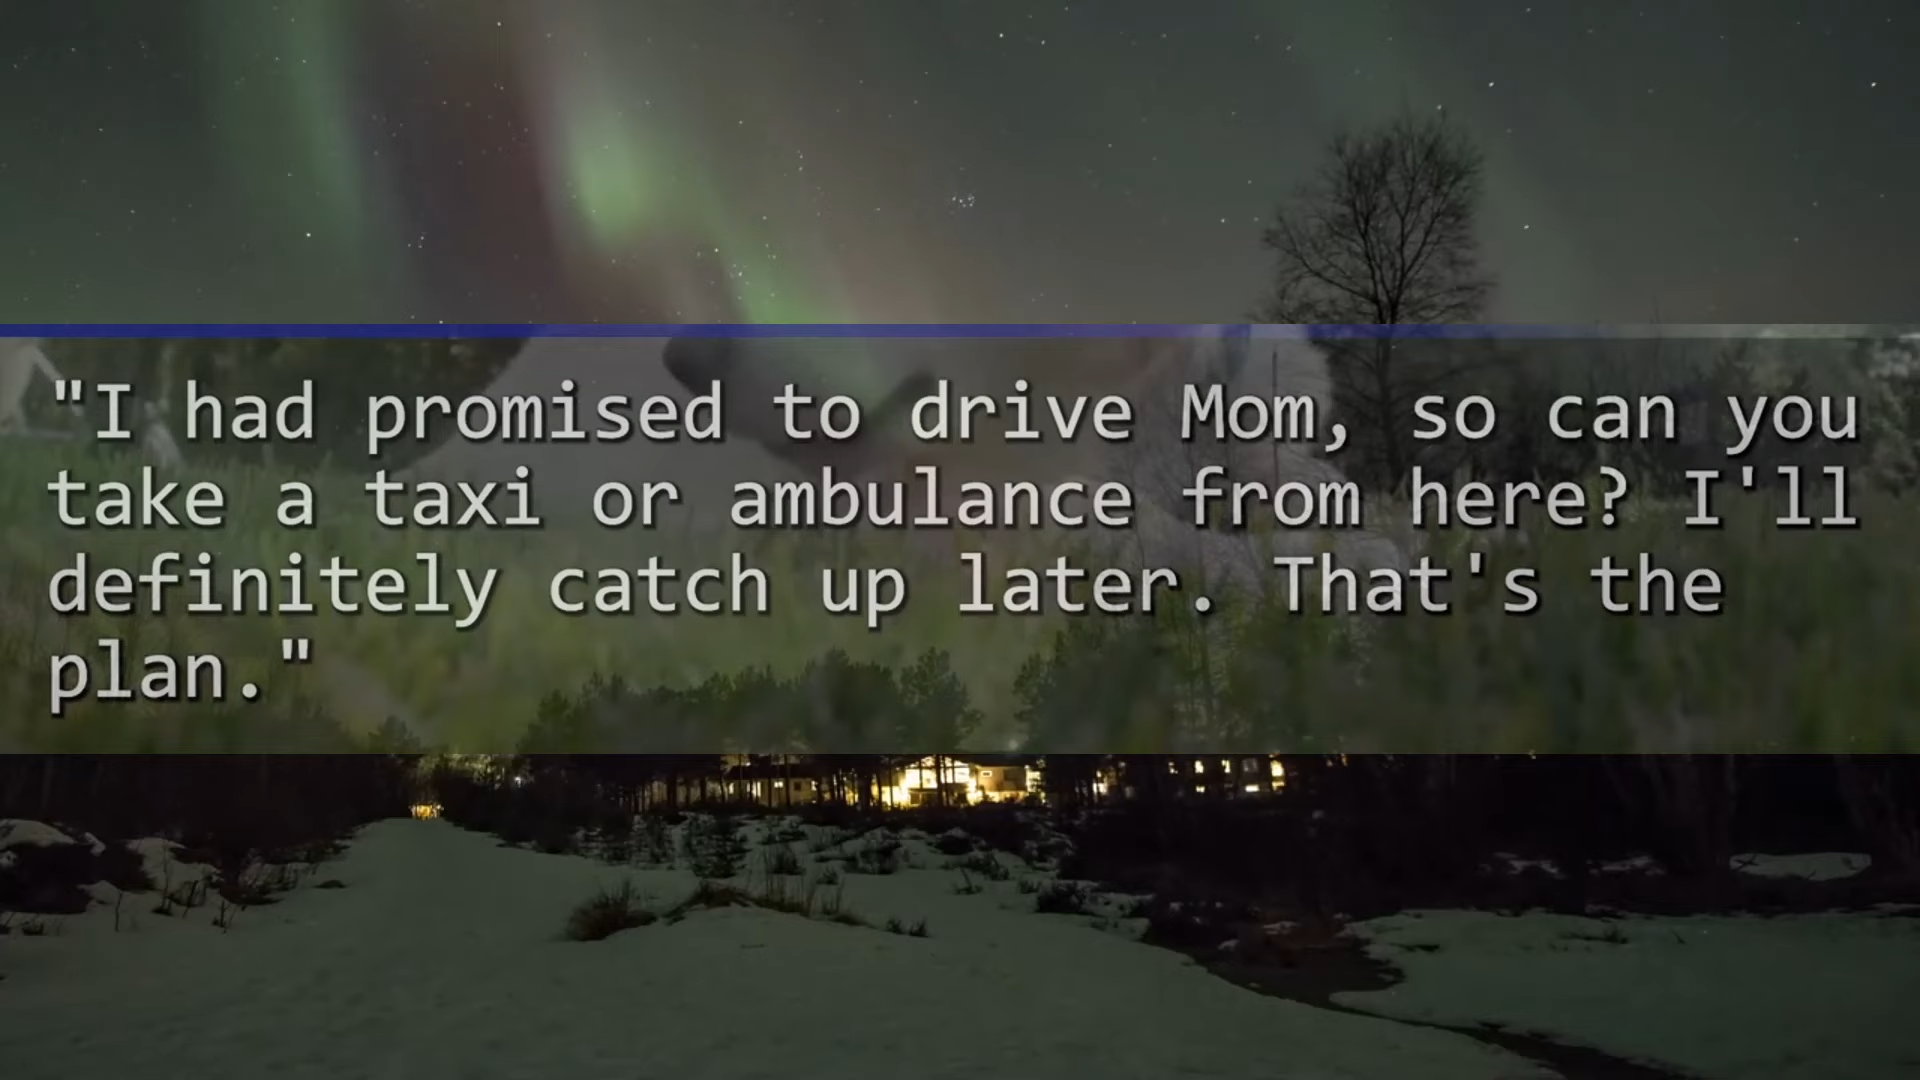 "I had promised to drive Mom, so can you
take a taxi or ambulance from here? I'll
definitely catch up later. That's the
plan."